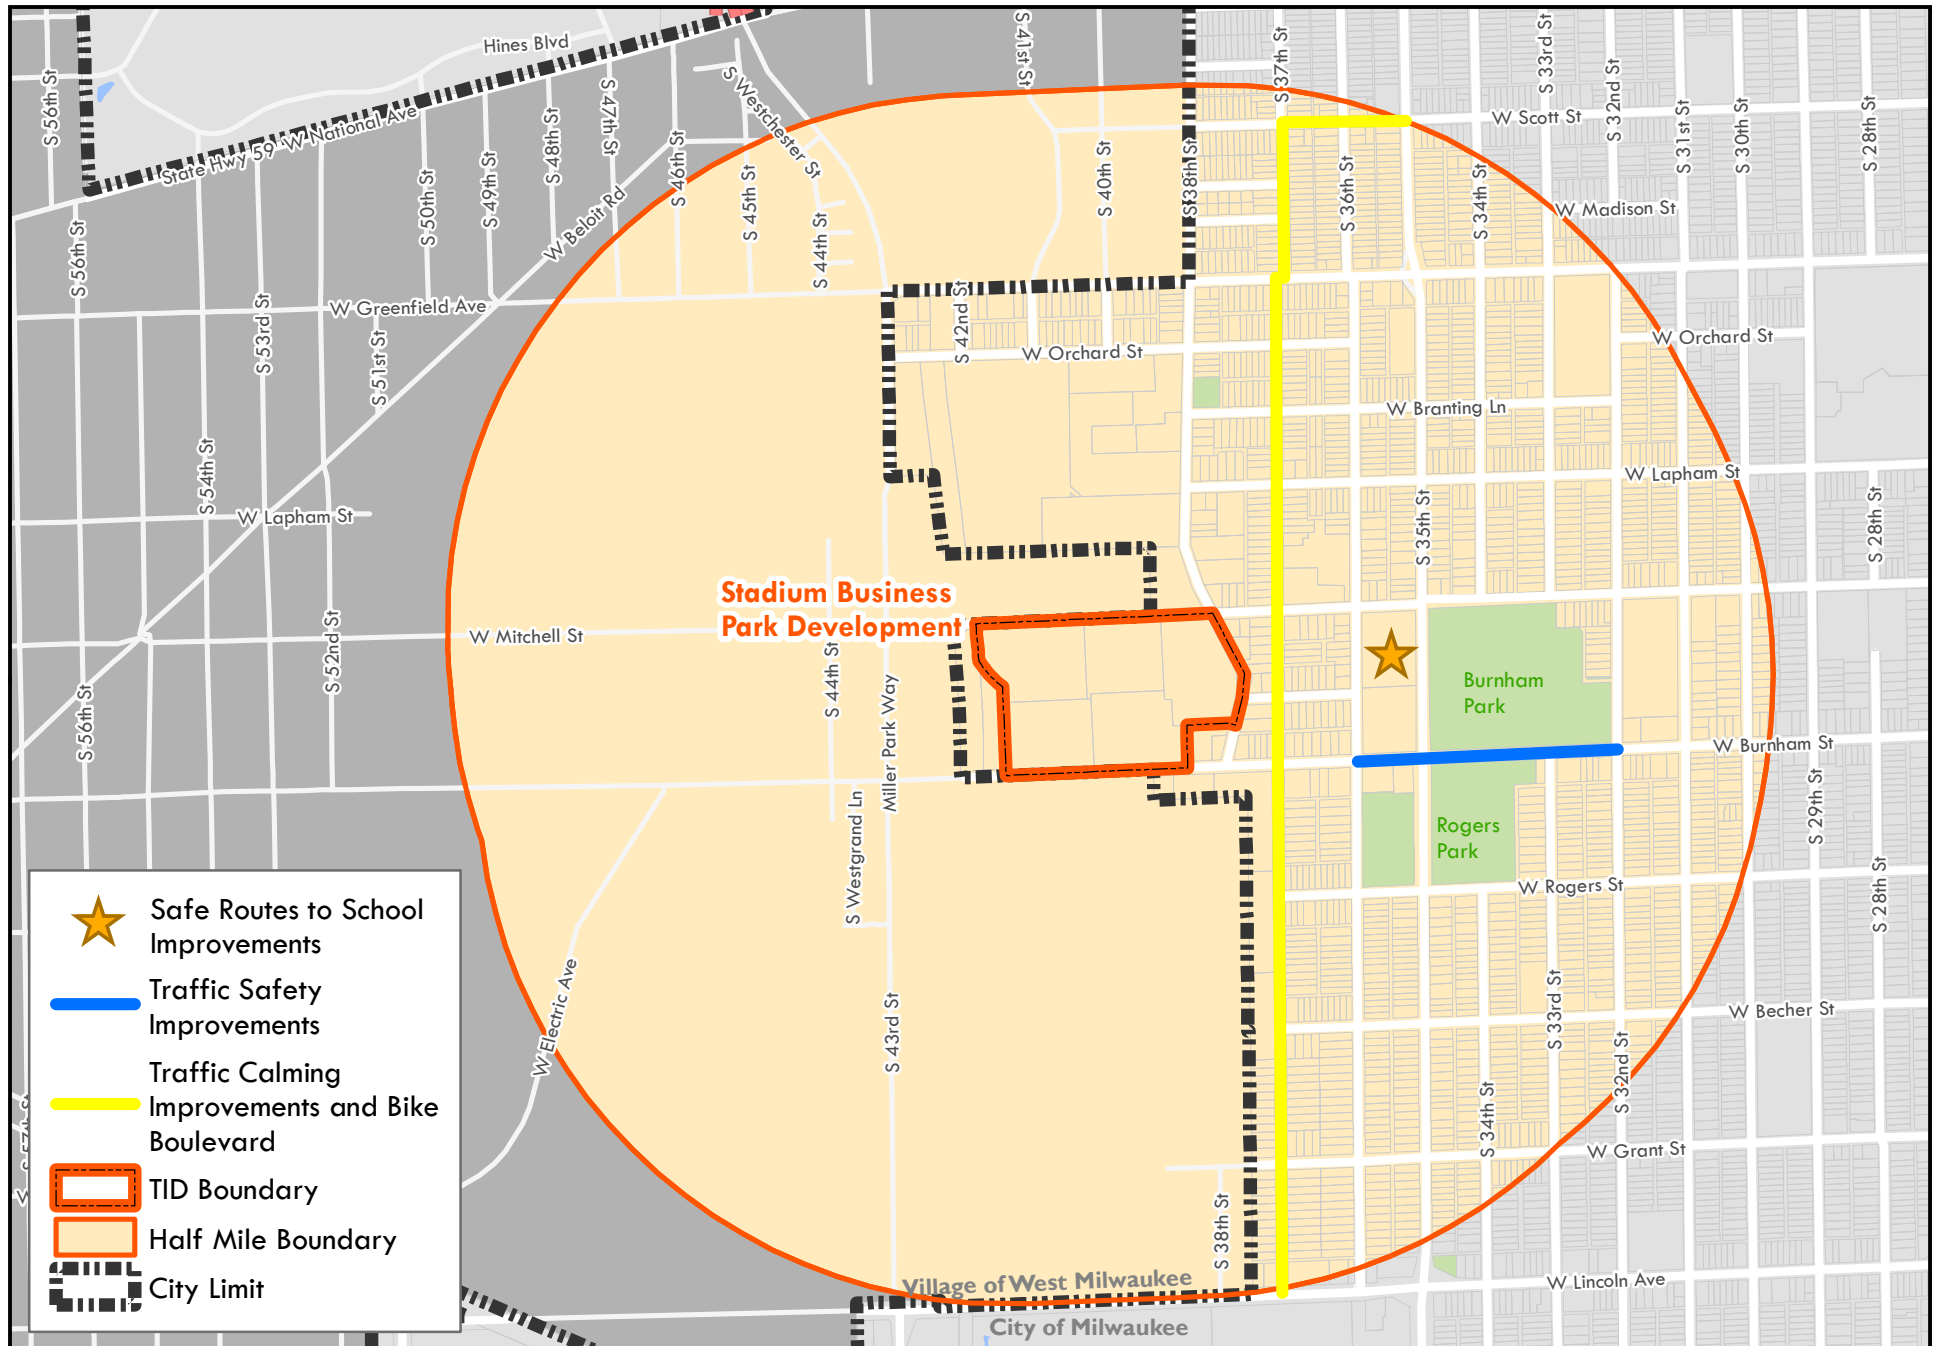 Hines Blvd
S 41st St
S 37th St
S 33rd St
S 56th St
State Hwy 59
W National Ave
S 47th St
S Westchester St
S 32nd St
W Scott St
S 31st St
S 30th St
S 28th St
S 48th St
S 49th St
S 50th St
S 46th St
S 45th St
S 44th St
S 40th St
S 38th St
S 36th St
S 34th St
W Madison St
W Beloit Rd
S 56th St
W Greenfield Ave
S 53rd St
S 51st St
S 42nd St
W Orchard St
W Orchard St
W Branting Ln
W Lapham St
S 54th St
W Lapham St
S 35th St
S 28th St
Stadium Business
Park Development
W Mitchell St
S 52nd St
S 44th St
Miller Park Way
S 56th St
Burnham
Park
W Burnham St
S 29th St
Rogers
Park
S Westgrand Ln
W Rogers St
S 28th St
W Electric Ave
S 43rd St
S 33rd St
W Becher St
S 32nd St
S 34th St
W Grant St
S 38th St
W Lincoln Ave
Village of West Milwaukee
City of Milwaukee
Safe Routes to School
Improvements
Traffic Safety
Improvements
Traffic Calming
Improvements and Bike
Boulevard
TID Boundary
Half Mile Boundary
City Limit